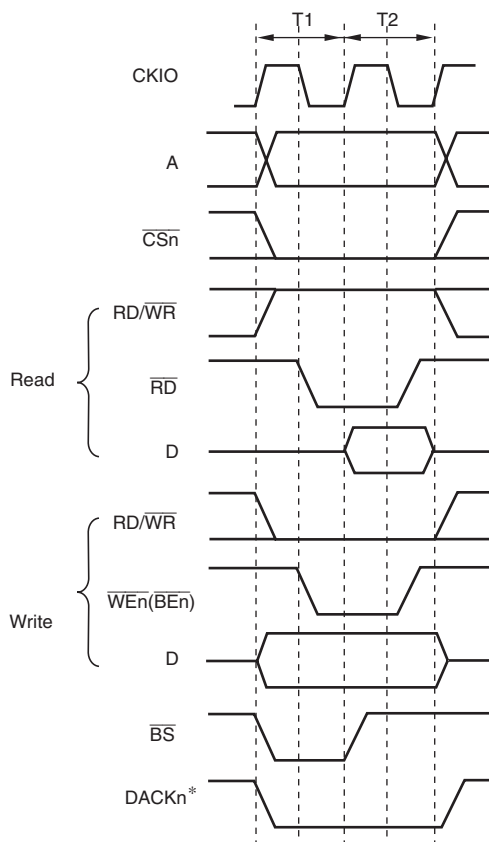 T1 T2
CKIO
A
CSn
RD/WR
Read
RD
D
RD/WR
WEn(BEn)
Write
D
BS
DACKn*